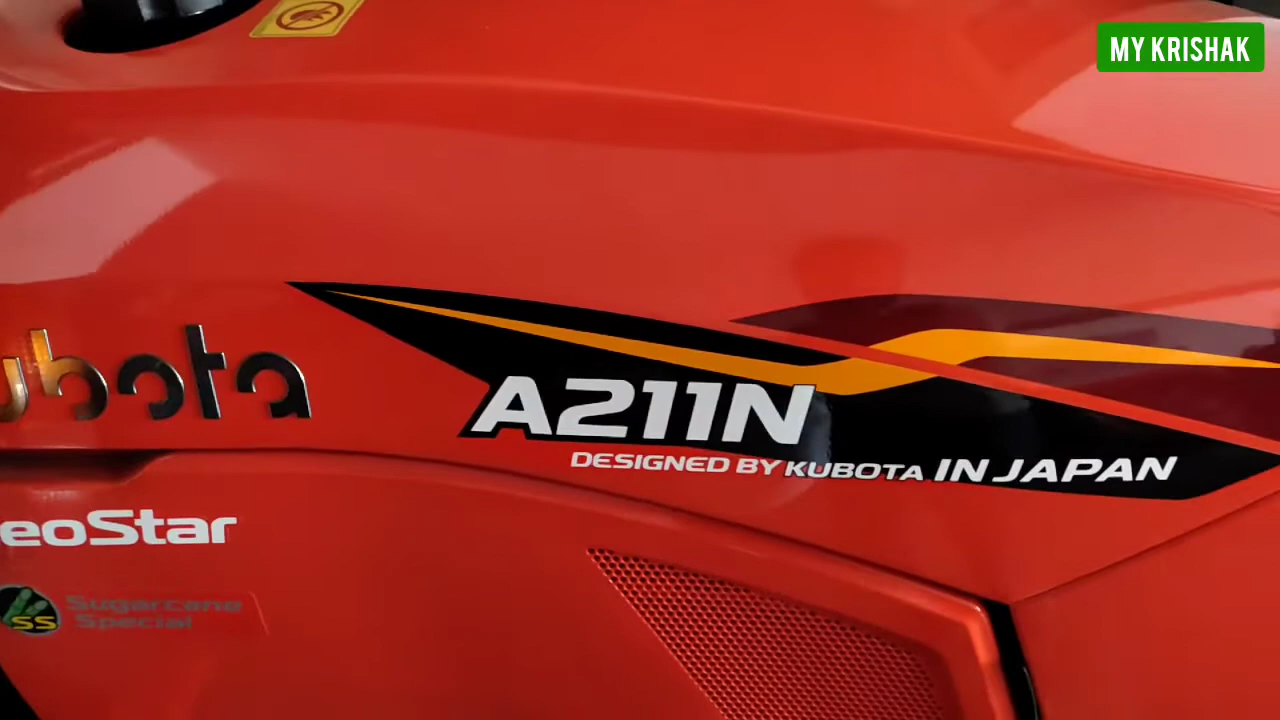 MY KRISHAK
ubota
A211N
DESIGNED BY KUBOTA IN JAPAN
eoStar
SS
Sugarcane
Special